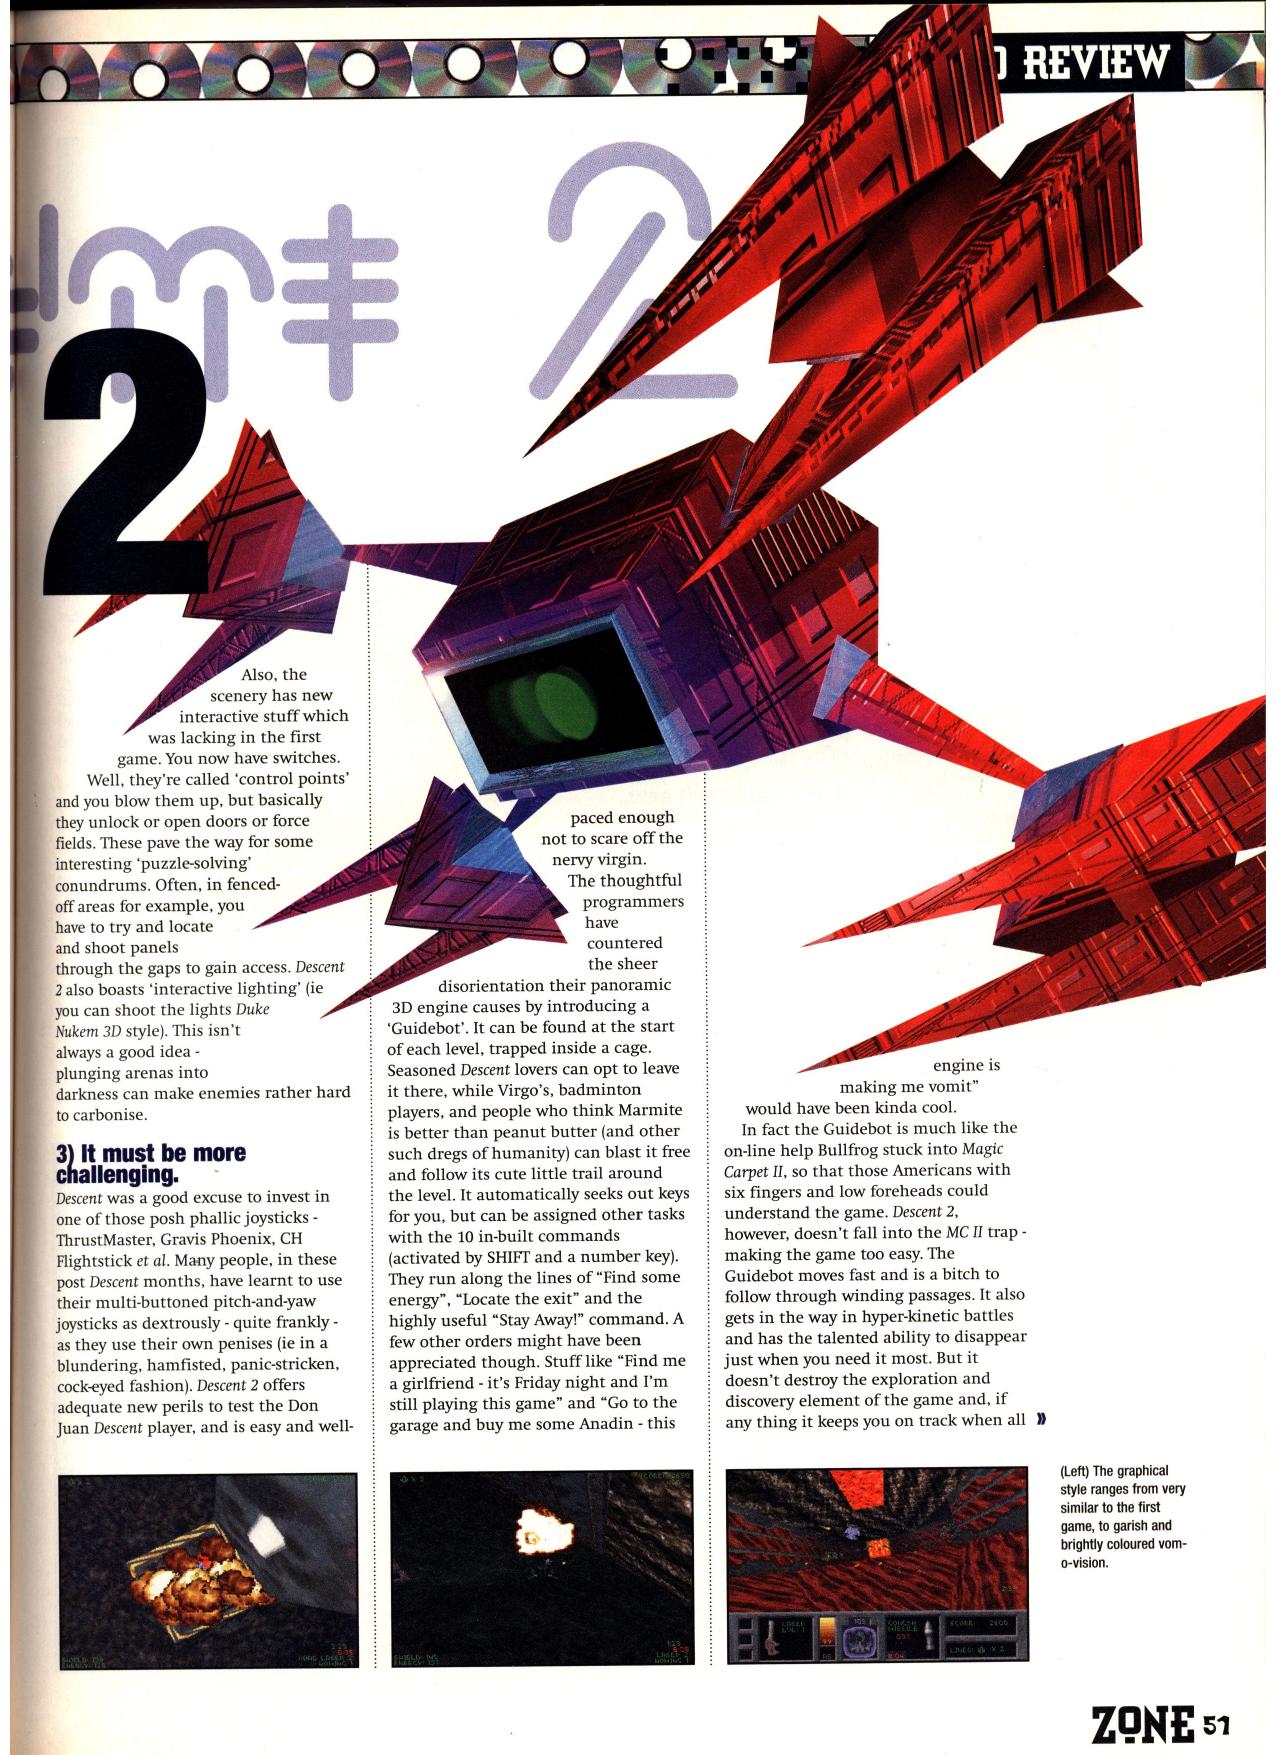 REVIEW
2
2
Also, the
scenery has new
interactive stuff which
was lacking in the first
game. You now have switches.
Well, they're called 'control points'
and you blow them up, but basically
they unlock or open doors or force
fields. These pave the way for some
interesting 'puzzle-solving'
conundrums. Often, in fenced-
off areas for example, you
have to try and locate
and shoot panels
through the gaps to gain access. Descent
2 also boasts 'interactive lighting' (ie
you can shoot the lights Duke
Nukem 3D style). This isn't
always a good idea -
plunging arenas into
darkness can make enemies rather hard
to carbonise.
3) It must be more
challenging.
Descent was a good excuse to invest in
one of those posh phallic joysticks -
ThrustMaster, Gravis Phoenix, CH
Flightstick et al. Many people, in these
post Descent months, have learnt to use
their multi-buttoned pitch-and-yaw
joysticks as dextrously - quite frankly -
as they use their own penises (ie in a
blundering, hamfisted, panic-stricken,
cock-eyed fashion). Descent 2 offers
adequate new perils to test the Don
Juan Descent player, and is easy and well-
paced enough
not to scare off the
nervy virgin.
The thoughtful
programmers
have
countered
the sheer
disorientation their panoramic
3D engine causes by introducing a
'Guidebot'. It can be found at the start
of each level, trapped inside a cage.
Seasoned Descent lovers can opt to leave
it there, while Virgo's, badminton
players, and people who think Marmite
is better than peanut butter (and other
such dregs of humanity) can blast it free
and follow its cute little trail around
the level. It automatically seeks out keys
for you, but can be assigned other tasks
with the 10 in-built commands
(activated by SHIFT and a number key).
They run along the lines of "Find some
energy", "Locate the exit" and the
highly useful "Stay Away!" command. A
few other orders might have been
appreciated though. Stuff like "Find me
a girlfriend - it's Friday night and I'm
still playing this game" and "Go to the
garage and buy me some Anadin - this
engine is
making me vomit"
would have been kinda cool.
In fact the Guidebot is much like the
on-line help Bullfrog stuck into Magic
Carpet II, so that those Americans with
six fingers and low foreheads could
understand the game. Descent 2,
however, doesn't fall into the MC II trap -
making the game too easy. The
Guidebot moves fast and is a bitch to
follow through winding passages. It also
gets in the way in hyper-kinetic battles
and has the talented ability to disappear
just when you need it most. But it
doesn't destroy the exploration and
discovery element of the game and, if
any thing it keeps you on track when all »
(Left) The graphical
style ranges from very
similar to the first
game, to garish and
brightly coloured vom-
o-vision.
LASER
LVL: 1
CONCSN
MISSILE
SCORE: 2600
LIVES: X 2
ZONE 51